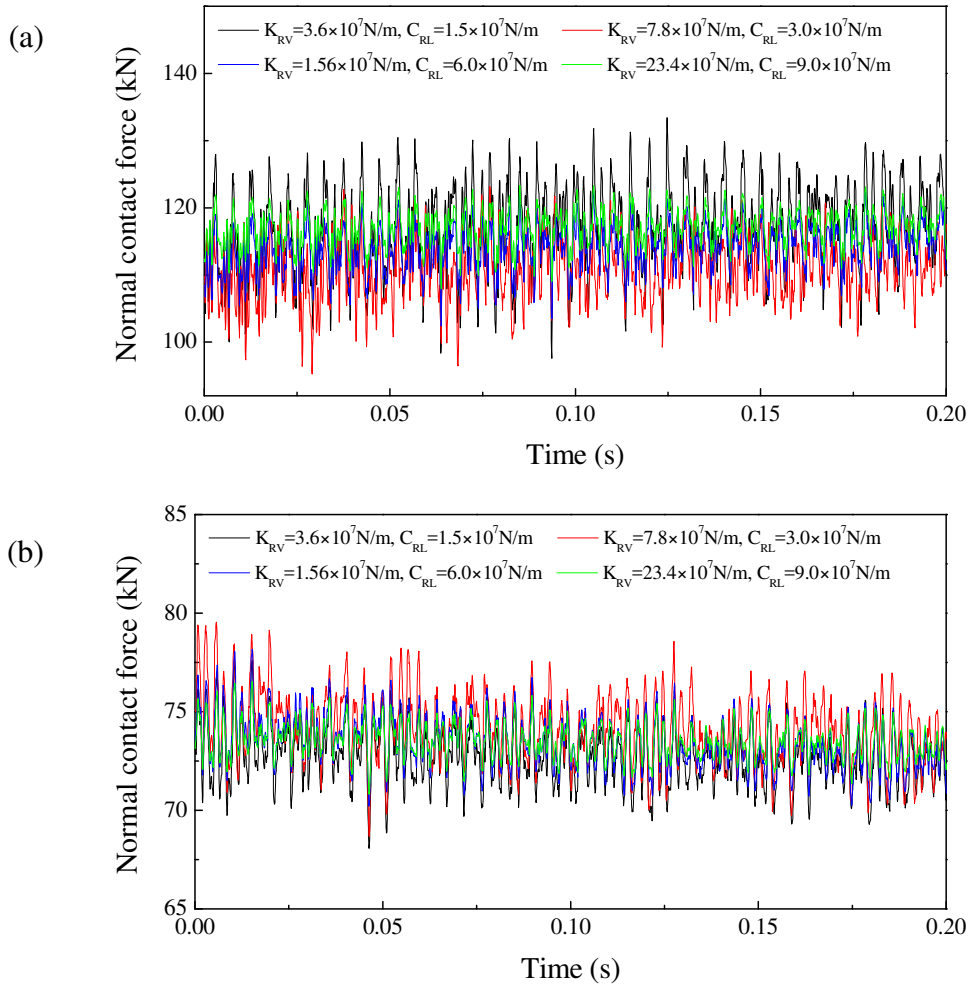 (a)
K_RV=3.6×10^7N/m, C_RL=1.5×10^7N/m K_RV=7.8×10^7N/m, C_RL=3.0×10^7N/m
K_RV=1.56×10^7N/m, C_RL=6.0×10^7N/m K_RV=23.4×10^7N/m, C_RL=9.0×10^7N/m
Normal contact force (kN)
140
120
100
0.00 0.05 0.10 0.15 0.20
Time (s)
(b)
K_RV=3.6×10^7N/m, C_RL=1.5×10^7N/m K_RV=7.8×10^7N/m, C_RL=3.0×10^7N/m
K_RV=1.56×10^7N/m, C_RL=6.0×10^7N/m K_RV=23.4×10^7N/m, C_RL=9.0×10^7N/m
Normal contact force (kN)
85
80
75
70
65
0.00 0.05 0.10 0.15 0.20
Time (s)